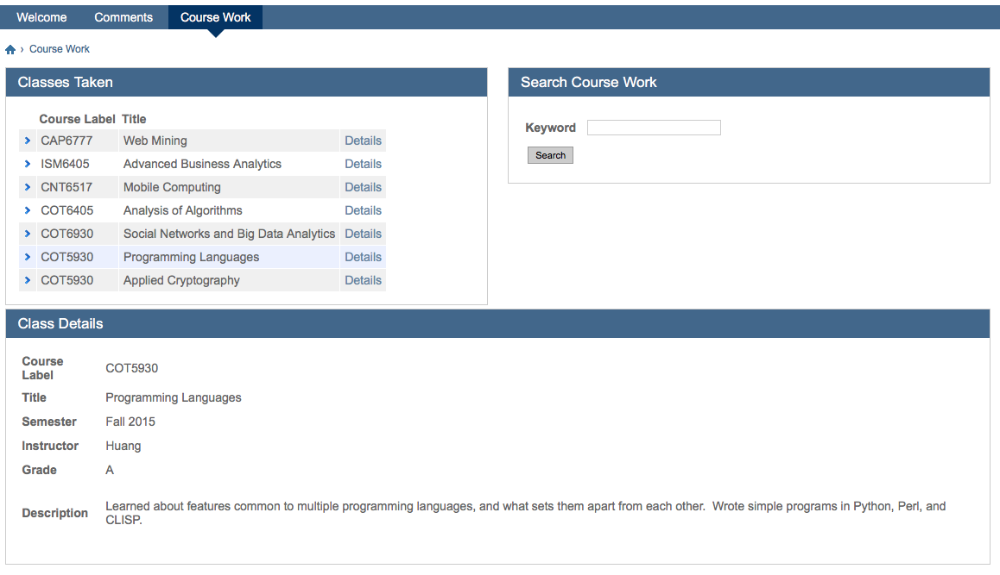 Welcome Comments Course Work
› Course Work
Classes Taken
Course Label Title
CAP6777 Web Mining Details
ISM6405 Advanced Business Analytics Details
CNT6517 Mobile Computing Details
COT6405 Analysis of Algorithms Details
COT6930 Social Networks and Big Data Analytics Details
COT5930 Programming Languages Details
COT5930 Applied Cryptography Details
Search Course Work
Keyword
Search
Class Details
Course
Label
COT5930
Title Programming Languages
Semester Fall 2015
Instructor Huang
Grade A
Description
Learned about features common to multiple programming languages, and what sets them apart from each other.  Wrote simple programs in Python, Perl, and
CLISP.